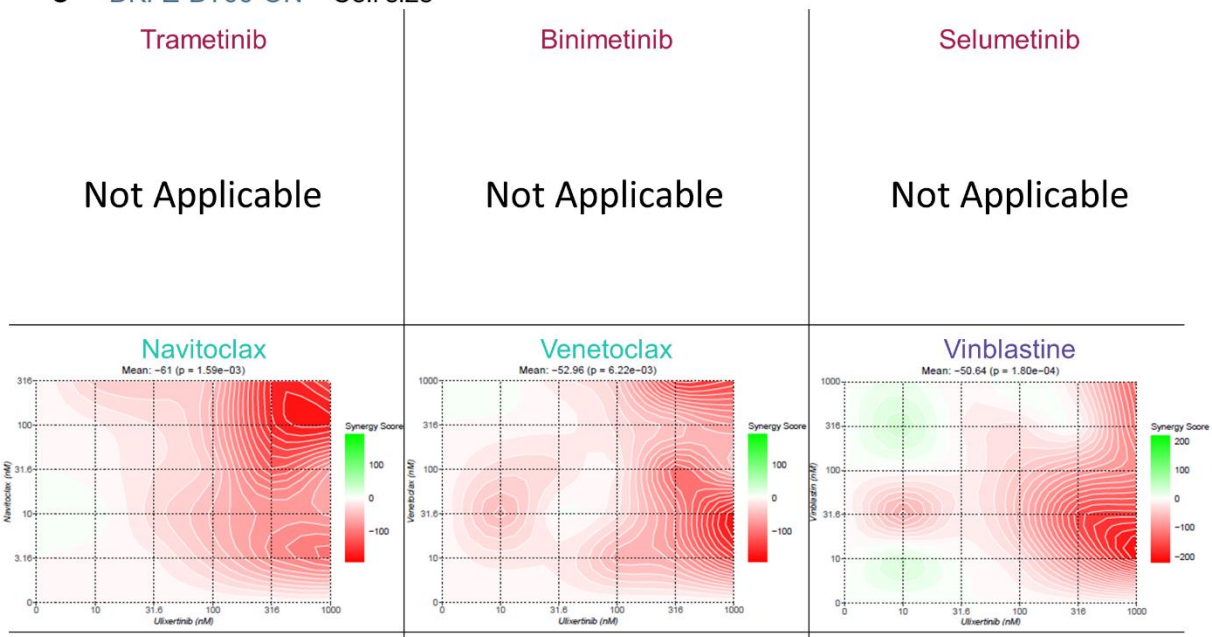 Trametinib Binimetinib Selumetinib
Not Applicable Not Applicable Not Applicable
Navitoclax
Mean: −61 (p = 1.59e−03)
316
100
31.6
10
3.16
0
Navitoclax (nM)
0 10 31.6 100 316 1000
Ulixertinib (nM)
Synergy Score
100
0
−100
Venetoclax
Mean: −52.96 (p = 6.22e−03)
1000
316
100
31.6
10
0
Venetoclax (nM)
0 10 31.6 100 316 1000
Ulixertinib (nM)
Synergy Score
100
0
−100
Vinblastine
Mean: −50.64 (p = 1.80e−04)
1000
316
100
31.6
10
0
Vinblastin (nM)
0 10 31.6 100 316 1000
Ulixertinib (nM)
Synergy Score
200
100
0
−100
−200